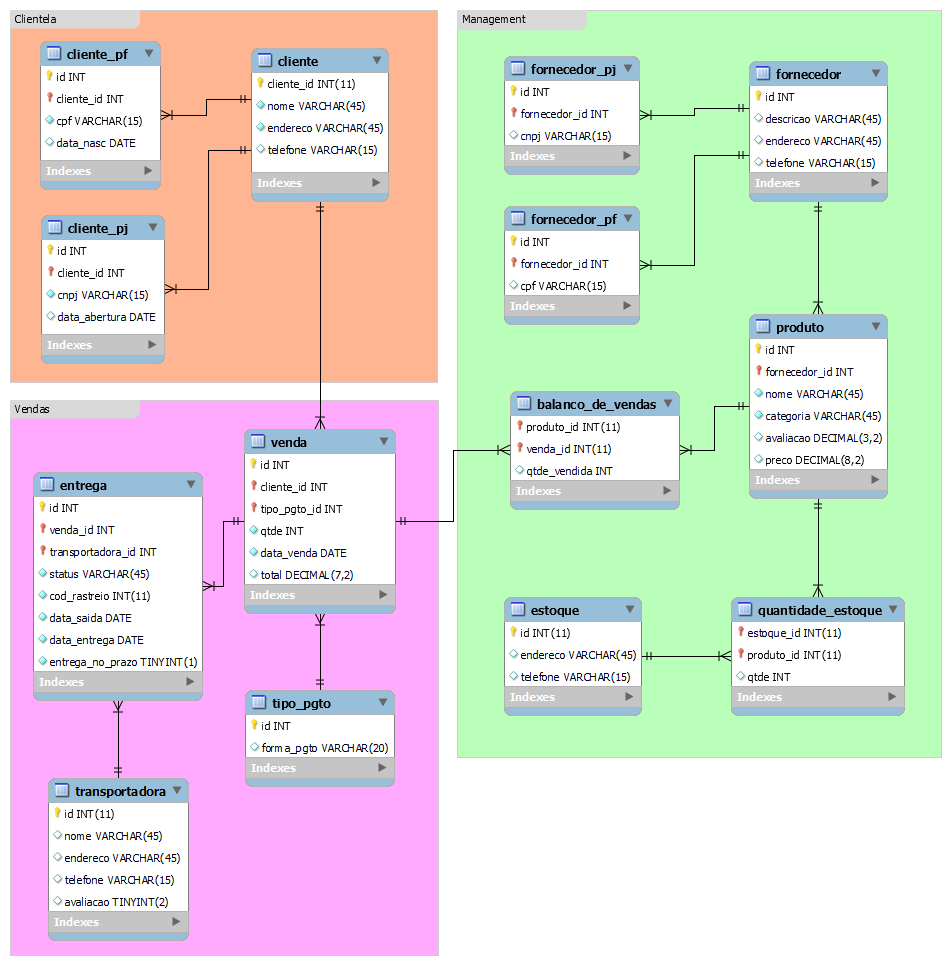 Clientela
cliente_pf
id INT
cliente_id INT
cpf VARCHAR(15)
data_nasc DATE
Indexes
cliente
cliente_id INT(11)
nome VARCHAR(45)
endereco VARCHAR(45)
telefone VARCHAR(15)
Indexes
cliente_pj
id INT
cliente_id INT
cnpj VARCHAR(15)
data_abertura DATE
Indexes
Management
fornecedor_pj
id INT
fornecedor_id INT
cnpj VARCHAR(15)
Indexes
fornecedor
id INT
descricao VARCHAR(45)
endereco VARCHAR(45)
telefone VARCHAR(15)
Indexes
fornecedor_pf
id INT
fornecedor_id INT
cpf VARCHAR(15)
Indexes
produto
id INT
fornecedor_id INT
nome VARCHAR(45)
categoria VARCHAR(45)
avaliacao DECIMAL(3,2)
preco DECIMAL(8,2)
Indexes
balanco_de_vendas
produto_id INT(11)
venda_id INT(11)
qtde_vendida INT
Indexes
estoque
id INT(11)
endereco VARCHAR(45)
telefone VARCHAR(15)
Indexes
quantidade_estoque
estoque_id INT(11)
produto_id INT(11)
qtde INT
Indexes
Vendas
venda
id INT
cliente_id INT
tipo_pgto_id INT
qtde INT
data_venda DATE
total DECIMAL(7,2)
Indexes
entrega
id INT
venda_id INT
transportadora_id INT
status VARCHAR(45)
cod_rastreio INT(11)
data_saida DATE
data_entrega DATE
entrega_no_prazo TINYINT(1)
Indexes
tipo_pgto
id INT
forma_pgto VARCHAR(20)
Indexes
transportadora
id INT(11)
nome VARCHAR(45)
endereco VARCHAR(45)
telefone VARCHAR(15)
avaliacao TINYINT(2)
Indexes